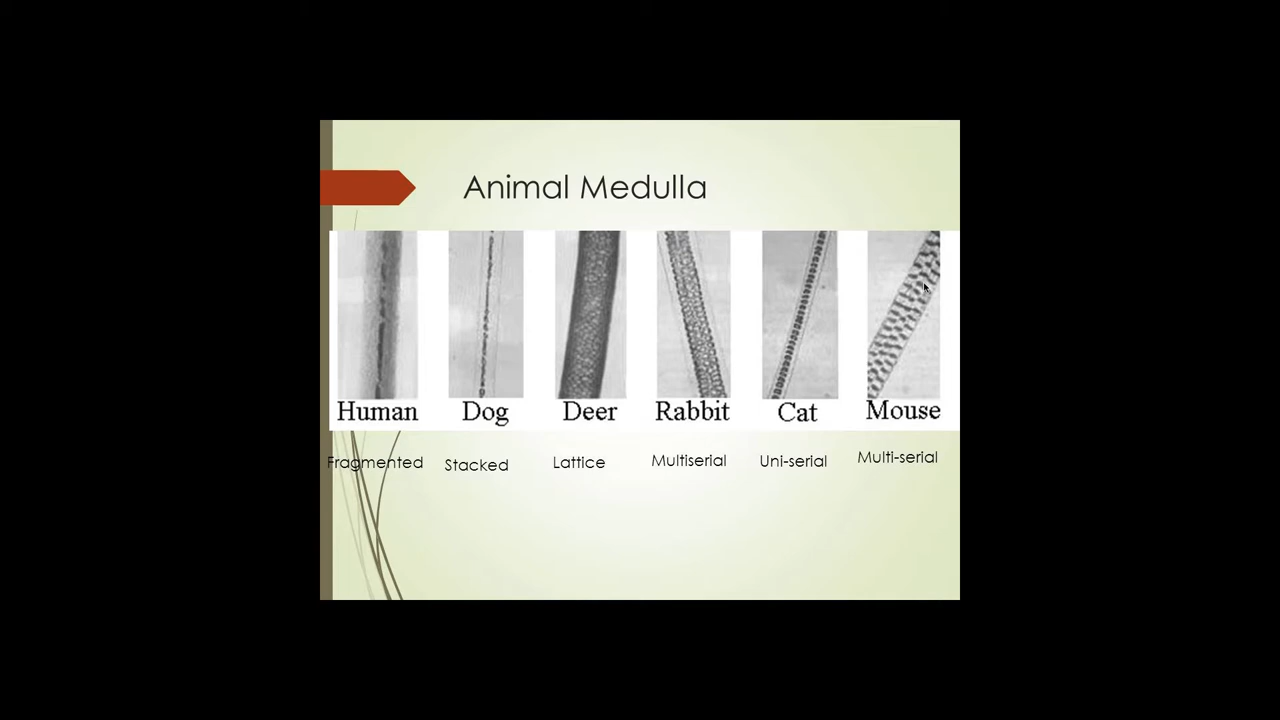 Animal Medulla
Human Dog Deer Rabbit Cat Mouse
Fragmented Stacked Lattice Multiserial Uni-serial Multi-serial